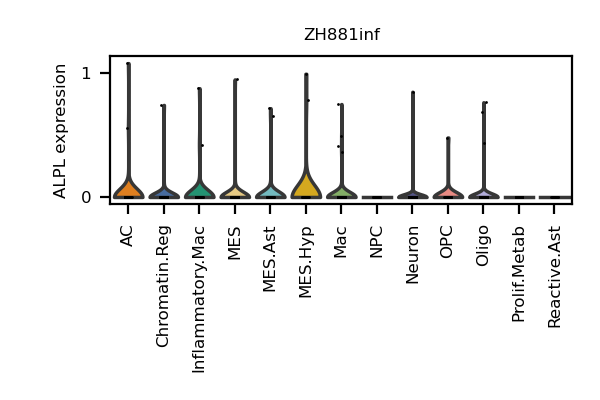 ZH881inf
ALPL expression
1
0
AC
Chromatin.Reg
Inflammatory.Mac
MES
MES.Ast
MES.Hyp
Mac
NPC
Neuron
OPC
Oligo
Prolif.Metab
Reactive.Ast